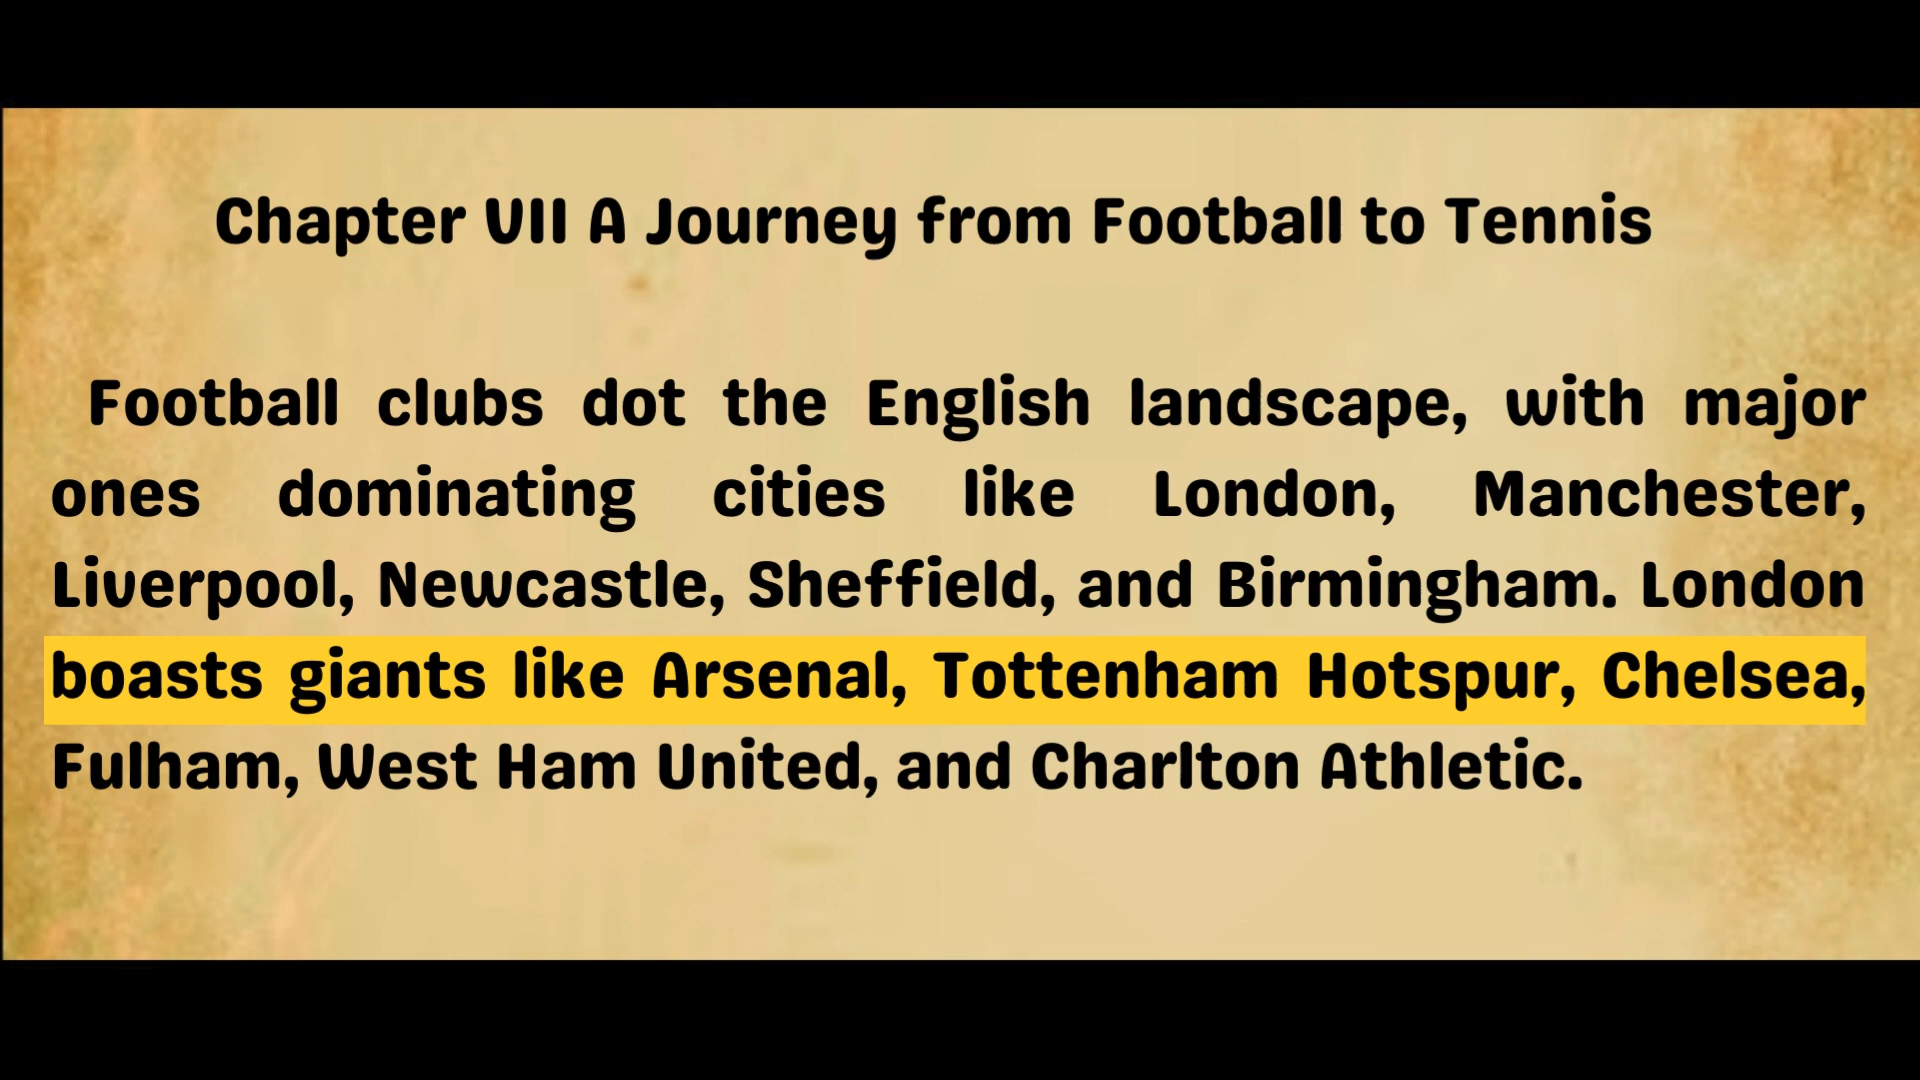 Chapter VII A Journey from Football to Tennis
Football clubs dot the English landscape, with major
ones dominating cities like London, Manchester,
Liverpool, Newcastle, Sheffield, and Birmingham. London
boasts giants like Arsenal, Tottenham Hotspur, Chelsea,
Fulham, West Ham United, and Charlton Athletic.